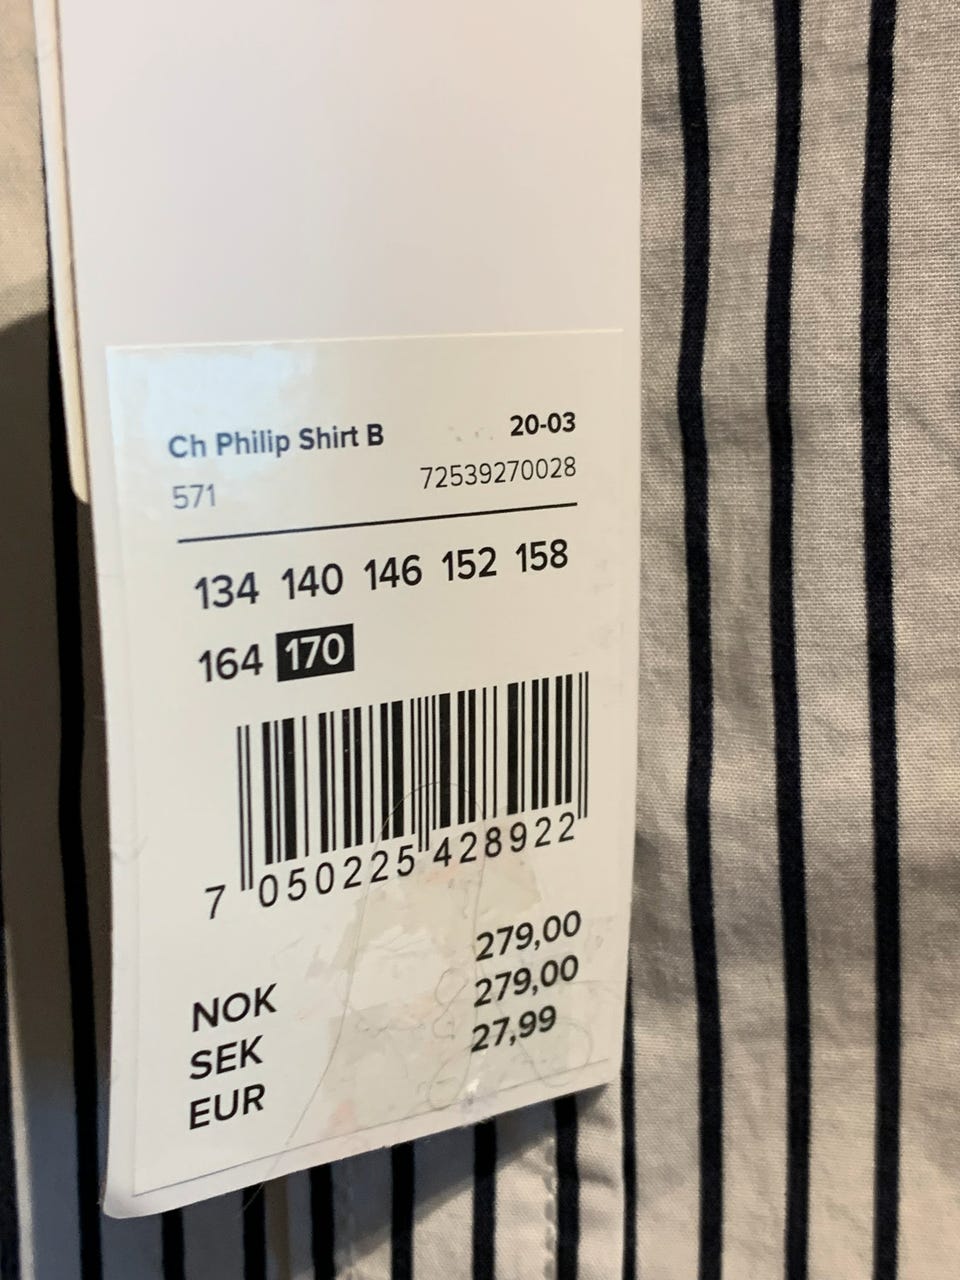 Ch Philip Shirt B 20-03
571 72539270028
134 140 146 152 158
164 170
7 050225 428922
NOK 279,00
SEK 279,00
EUR 27,99